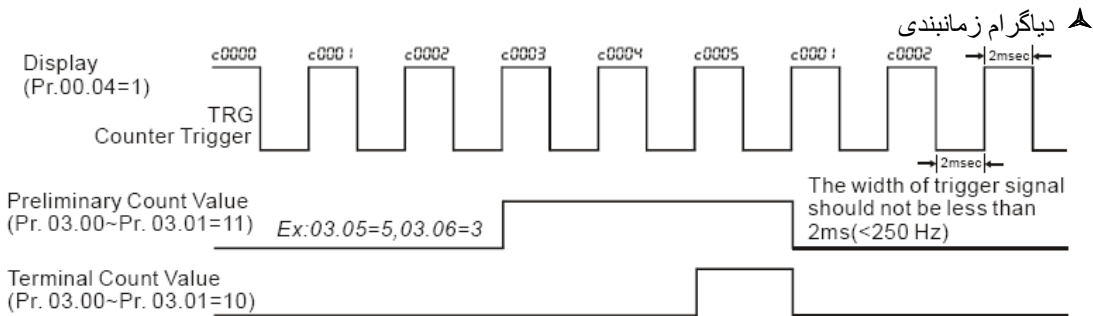 دیاگرام زمانبندی
Display
(Pr.00.04=1)
c0000 c0001 c0002 c0003 c0004 c0005 c0001 c0002
2msec
TRG
Counter Trigger
2msec
Preliminary Count Value
(Pr. 03.00~Pr. 03.01=11)
Ex:03.05=5,03.06=3
The width of trigger signal
should not be less than
2ms(<250 Hz)
Terminal Count Value
(Pr. 03.00~Pr. 03.01=10)